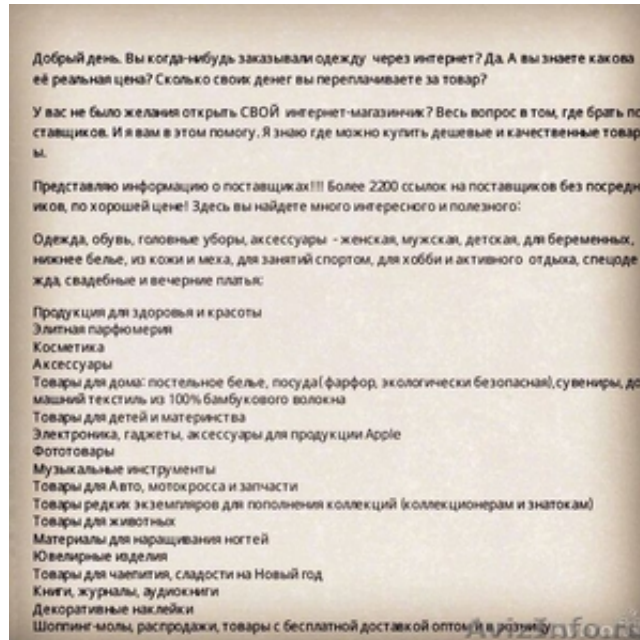 Добрый день. Вы когда-нибудь заказывали одежду через интернет? Да. А вы знаете какова
её реальная цена? Сколько своих денег вы переплачиваете за товар?
У вас не было желания открыть СВОЙ интернет-магазинчик? Весь вопрос в том, где брать по
ставщиков. И я вам в этом помогу. Я знаю где можно купить дешевые и качественные товар
ы.
Представляю информацию о поставщиках!!! Более 2200 ссылок на поставщиков без посредн
иков, по хорошей цене! Здесь вы найдете много интересного и полезного:
Одежда, обувь, головные уборы, аксессуары - женская, мужская, детская, для беременных,
нижнее белье, из кожи и меха, для занятий спортом, для хобби и активного отдыха, спецоде
жда, свадебные и вечерние платья:
Продукция для здоровья и красоты
Элитная парфюмерия
Косметика
Аксессуары
Товары для дома: постельное белье, посуда( фарфор, экологически безопасная),сувениры, до
машний текстиль из 100% бамбукового волокна
Товары для детей и материнства
Электроника, гаджеты, аксессуары для продукции Apple
Фототовары
Музыкальные инструменты
Товары для Авто, мотокросса и запчасти
Товары редких экземпляров для пополнения коллекций (коллекционерам и знатокам)
Товары для животных
Материалы для наращивания ногтей
Ювелирные изделия
Товары для чаепития, сладости на Новый год
Книги, журналы, аудиокниги
Декоративные наклейки
Шоппинг-молы, распродажи, товары с бесплатной доставкой оптом и в розницу
AvizInfo.ru